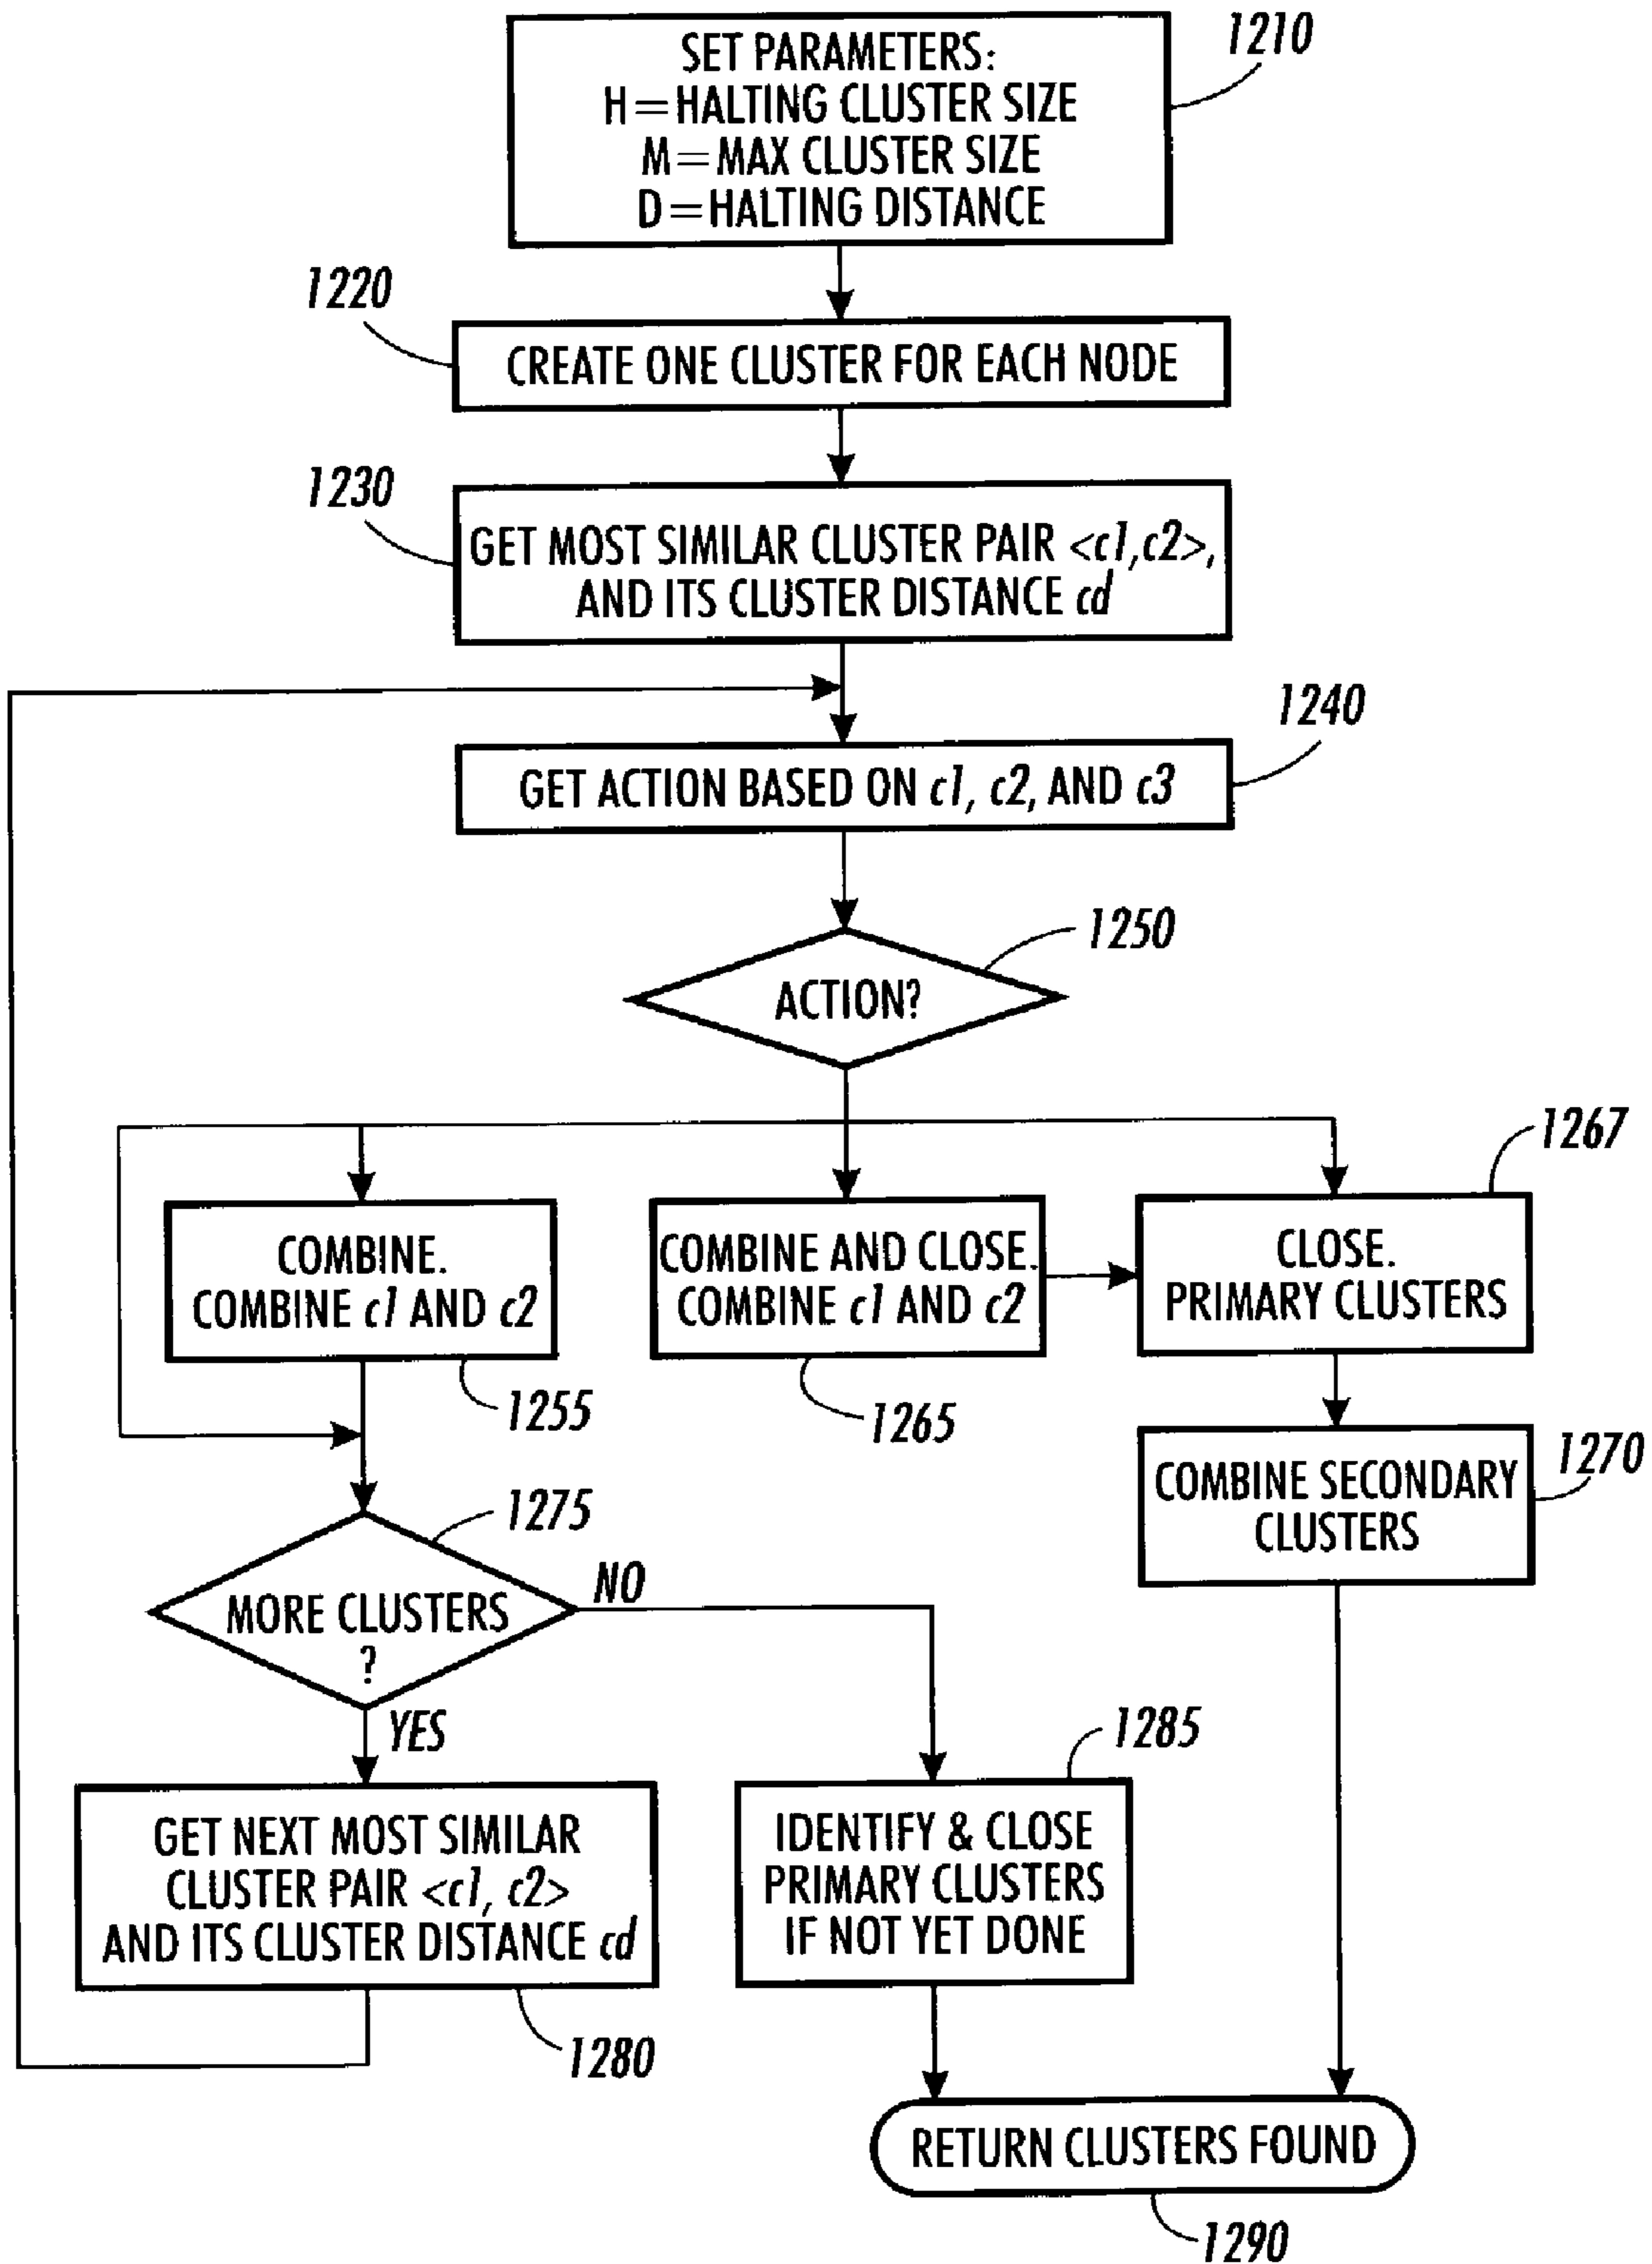 SET PARAMETERS:
H=HALTING CLUSTER SIZE
M=MAX CLUSTER SIZE
D=HALTING DISTANCE
1210
1220
CREATE ONE CLUSTER FOR EACH NODE
1230
GET MOST SIMILAR CLUSTER PAIR <c1,c2>,
AND ITS CLUSTER DISTANCE cd
1240
GET ACTION BASED ON c1, c2, AND c3
1250
ACTION?
1267
COMBINE.
COMBINE c1 AND c2
1255
COMBINE AND CLOSE.
COMBINE c1 AND c2
1265
CLOSE.
PRIMARY CLUSTERS
1270
COMBINE SECONDARY
CLUSTERS
1275
MORE CLUSTERS
?
NO
YES
1285
GET NEXT MOST SIMILAR
CLUSTER PAIR <c1, c2>
AND ITS CLUSTER DISTANCE cd
1280
IDENTIFY & CLOSE
PRIMARY CLUSTERS
IF NOT YET DONE
RETURN CLUSTERS FOUND
1290